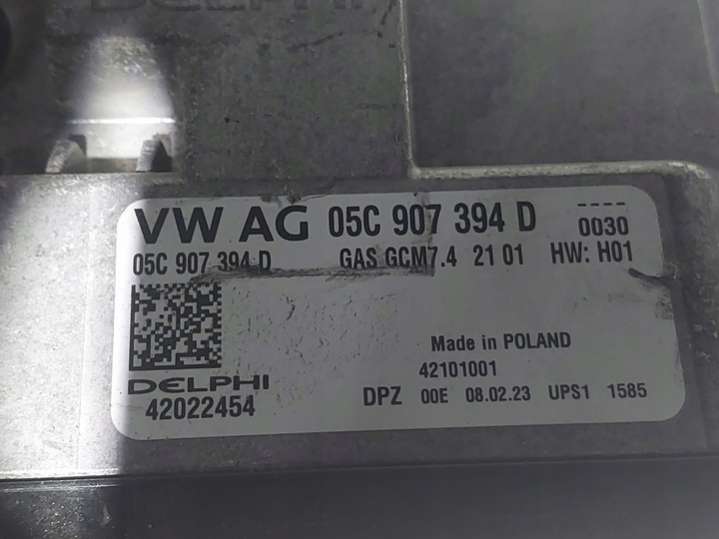 DELPHI
VW AG 05C 907 394 D ----
0030
05C 907 394 D GAS GCM7.4 21 01 HW: H01
Made in POLAND
42101001
DELPHI
42022454 DPZ 00E 08.02.23 UPS1 1585